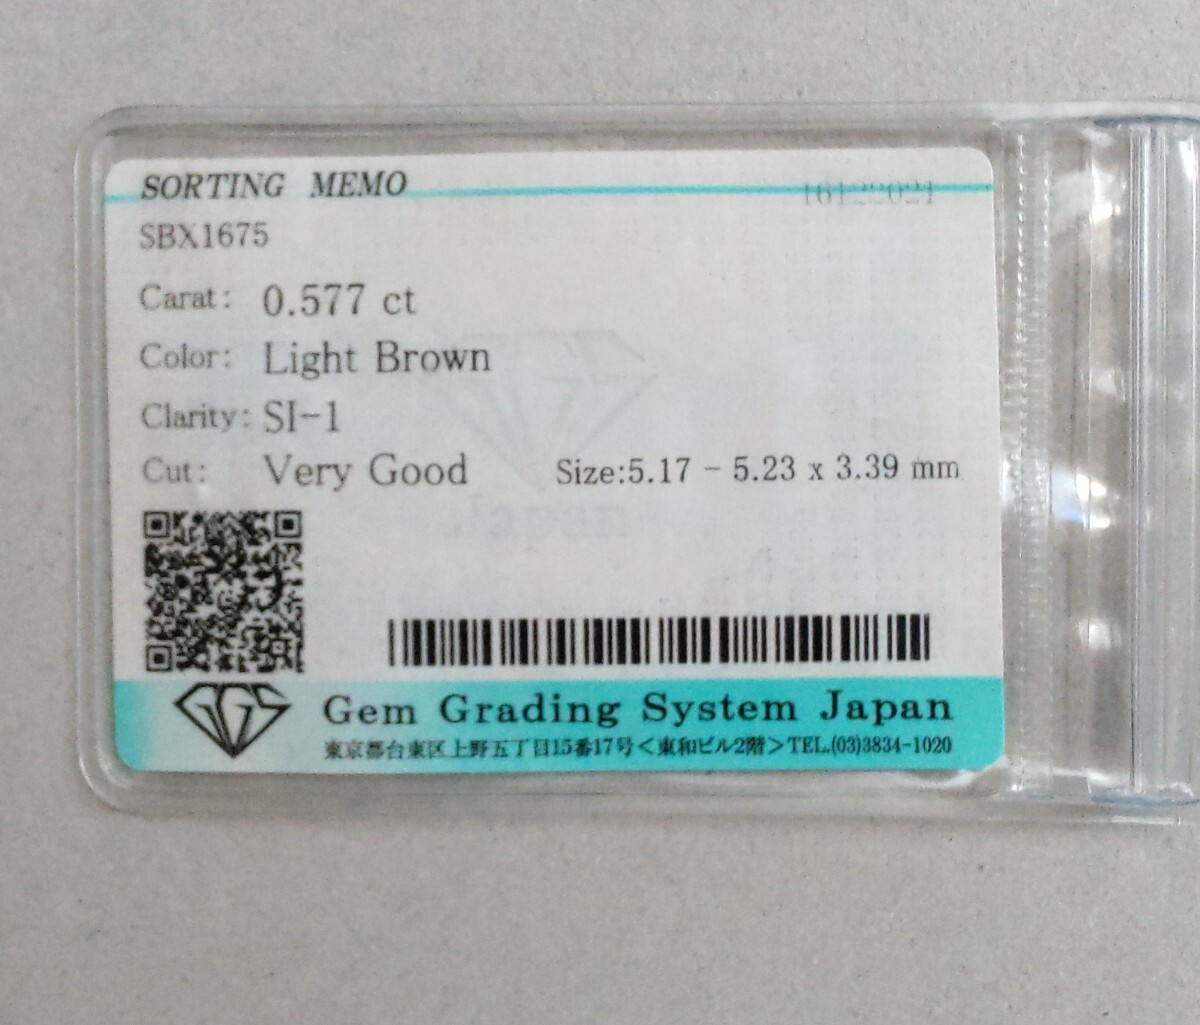 SORTING MEMO
SBX1675
Carat: 0.577 ct
Color: Light Brown
Clarity: SI-1
Cut: Very Good Size:5.17 - 5.23 x 3.39 mm
GGS
Gem Grading System Japan
東京都台東区上野五丁目15番17号<東和ビル2階>TEL.(03)3834-1020